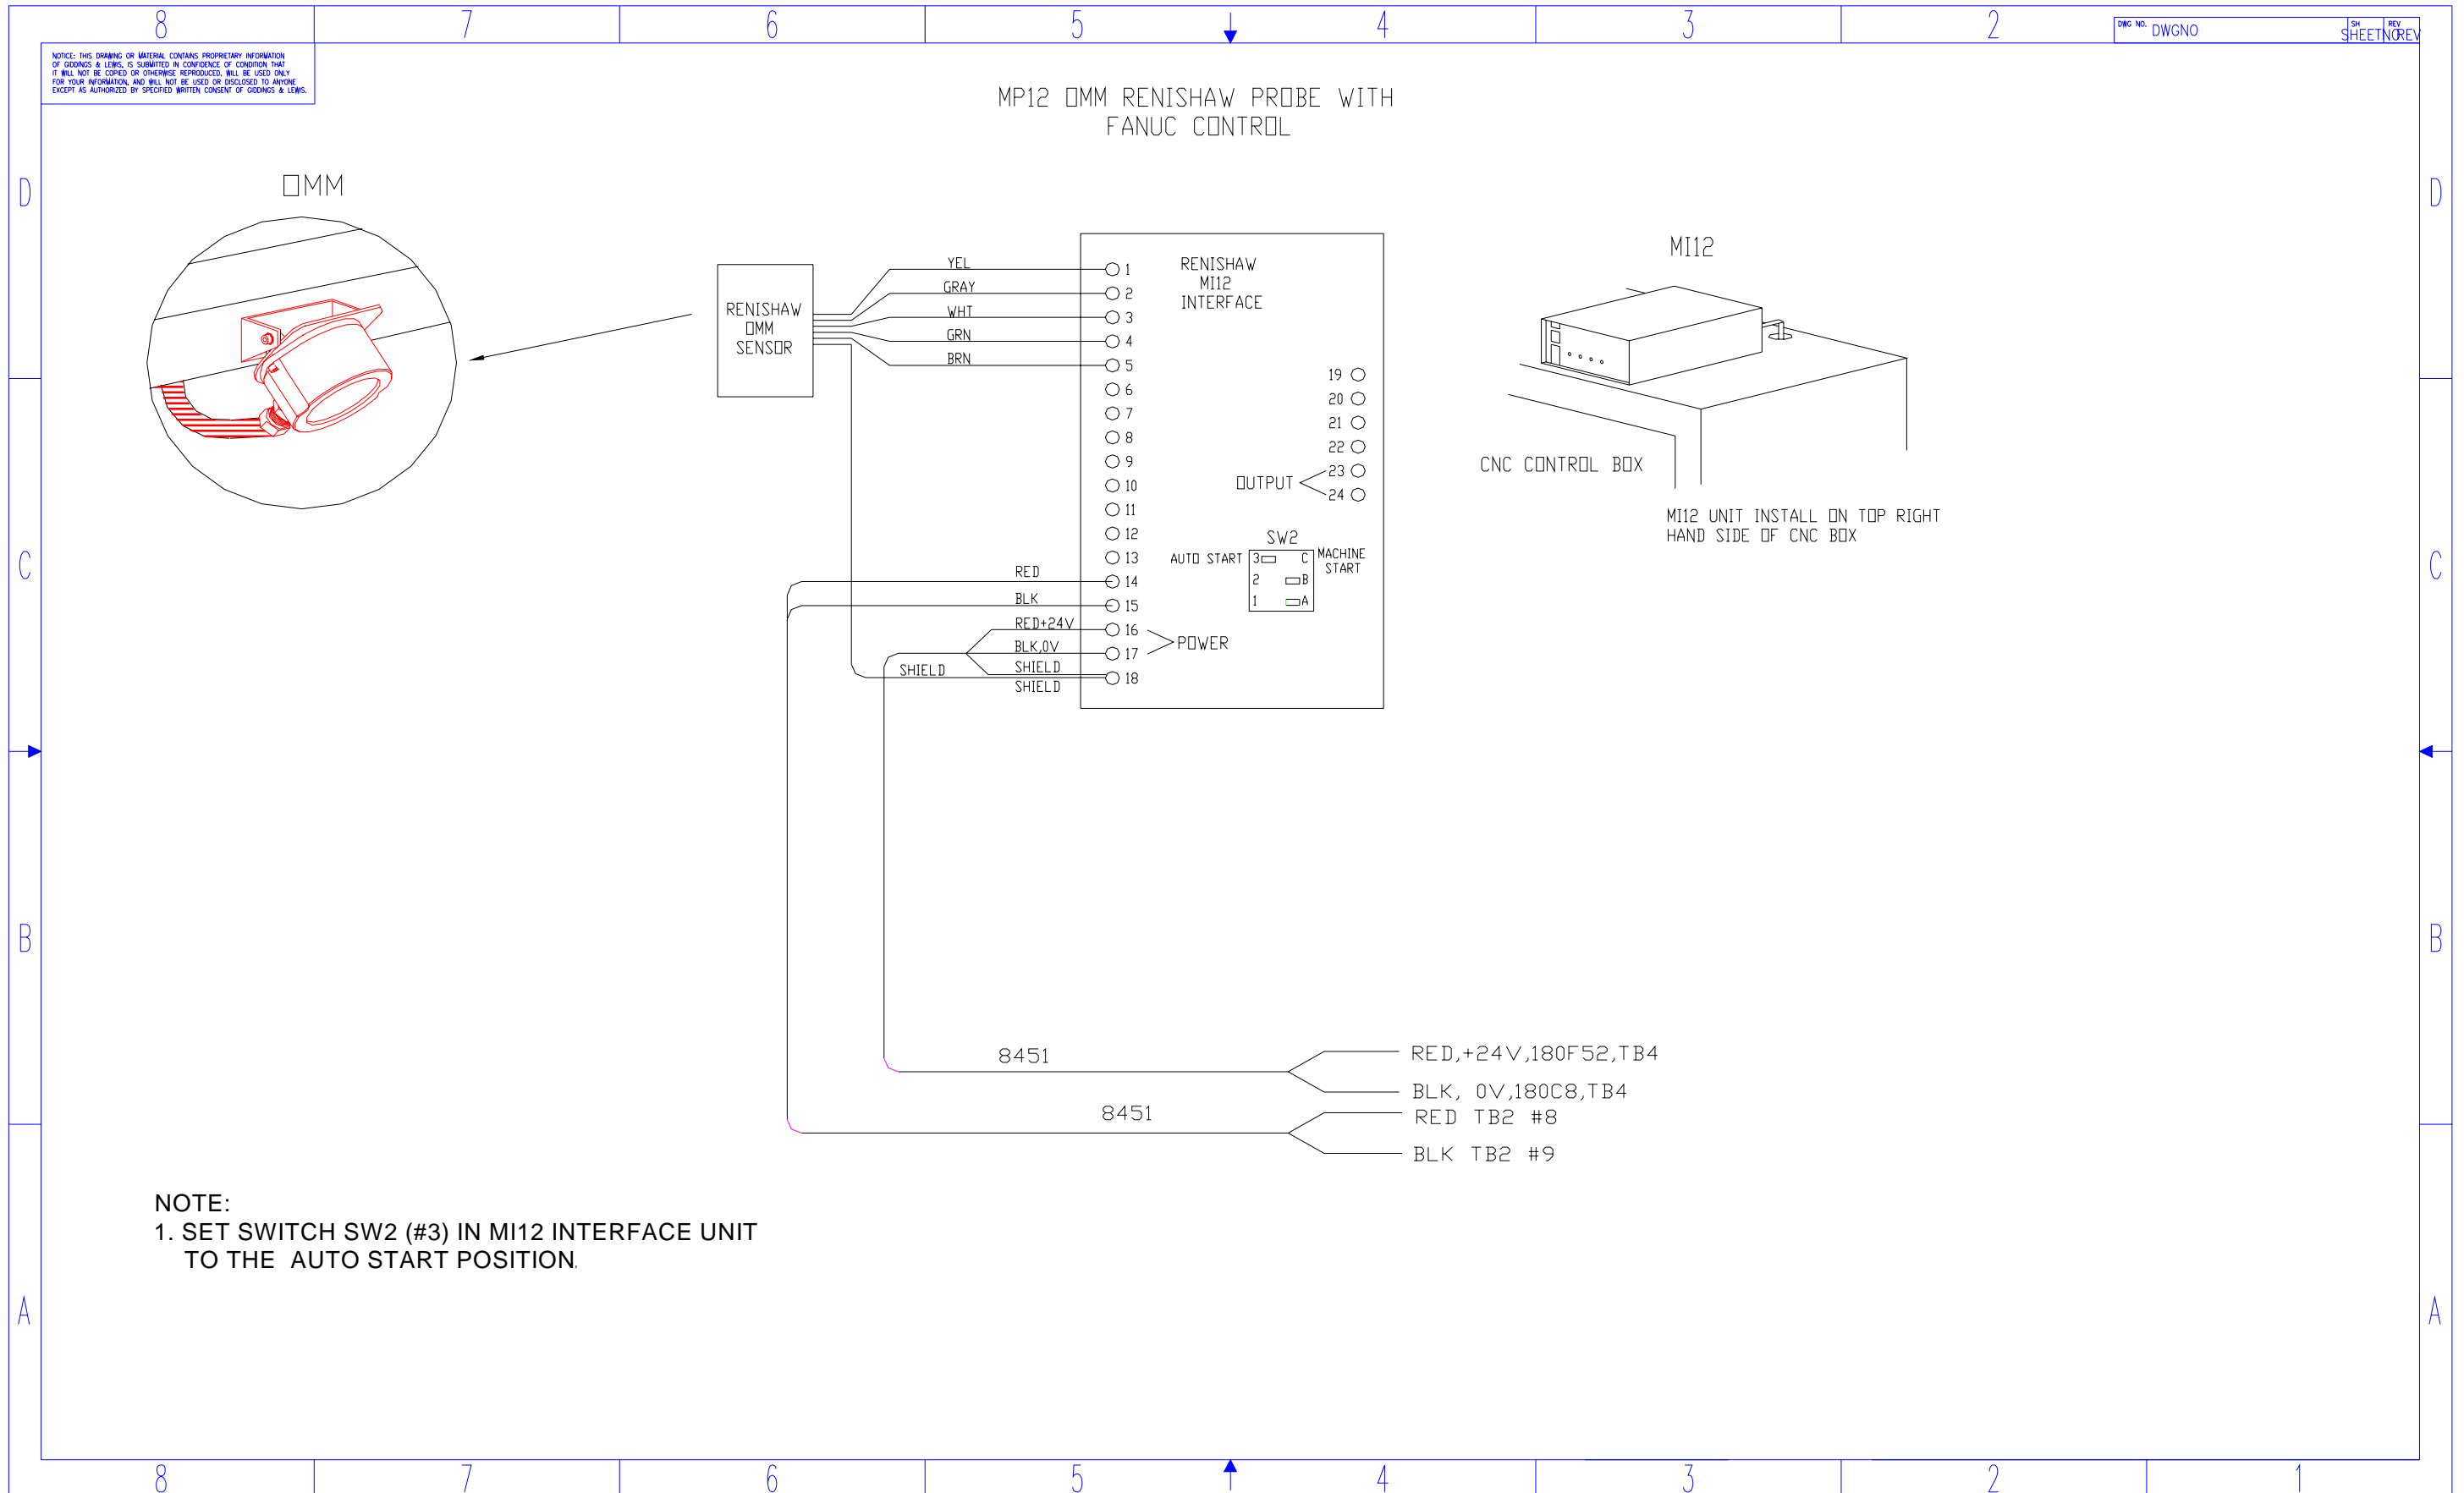 8 7 6 5 4 3 2
DWG NO. DWGNO
SH SHEETNO
REV REV
NOTICE: THIS DRAWING OR MATERIAL CONTAINS PROPRIETARY INFORMATION
OF GIDDINGS & LEWIS, IS SUBMITTED IN CONFIDENCE OF CONDITION THAT
IT WILL NOT BE COPIED OR OTHERWISE REPRODUCED, WILL BE USED ONLY
FOR YOUR INFORMATION, AND WILL NOT BE USED OR DISCLOSED TO ANYONE
EXCEPT AS AUTHORIZED BY SPECIFIED WRITTEN CONSENT OF GIDDINGS & LEWIS.
MP12 OMM RENISHAW PROBE WITH
FANUC CONTROL
D
D
OMM
RENISHAW
OMM
SENSOR
YEL
GRAY
WHT
GRN
BRN
RENISHAW
MI12
INTERFACE
1
2
3
4
5
6
7
8
9
10
11
12
13
14
15
16
17
18
19
20
21
22
23
24
OUTPUT
SW2
AUTO START
3 C
2 B
1 A
MACHINE
START
RED
BLK
RED+24V
BLK,0V
SHIELD
SHIELD
SHIELD
POWER
MI12
CNC CONTROL BOX
MI12 UNIT INSTALL ON TOP RIGHT
HAND SIDE OF CNC BOX
C
C
B
B
8451
RED,+24V,180F52,TB4
BLK, 0V,180C8,TB4
8451
RED TB2 #8
BLK TB2 #9
NOTE:
1. SET SWITCH SW2 (#3) IN MI12 INTERFACE UNIT
TO THE AUTO START POSITION.
A
A
8 7 6 5 4 3 2 1